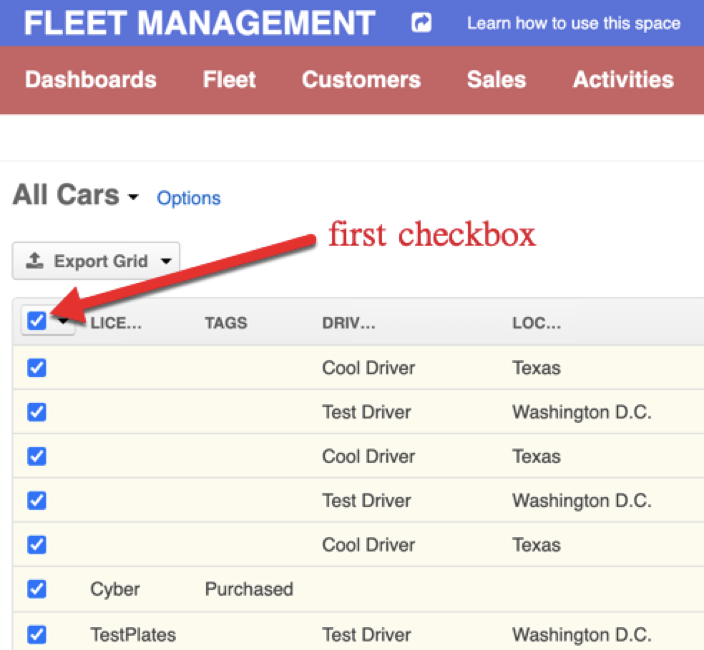 FLEET MANAGEMENT Learn how to use this space
Dashboards Fleet Customers Sales Activities
All Cars Options
first checkbox
Export Grid
LICE... TAGS DRIV... LOC...
Cool Driver Texas
Test Driver Washington D.C.
Cool Driver Texas
Test Driver Washington D.C.
Cool Driver Texas
Cyber Purchased
TestPlates Test Driver Washington D.C.